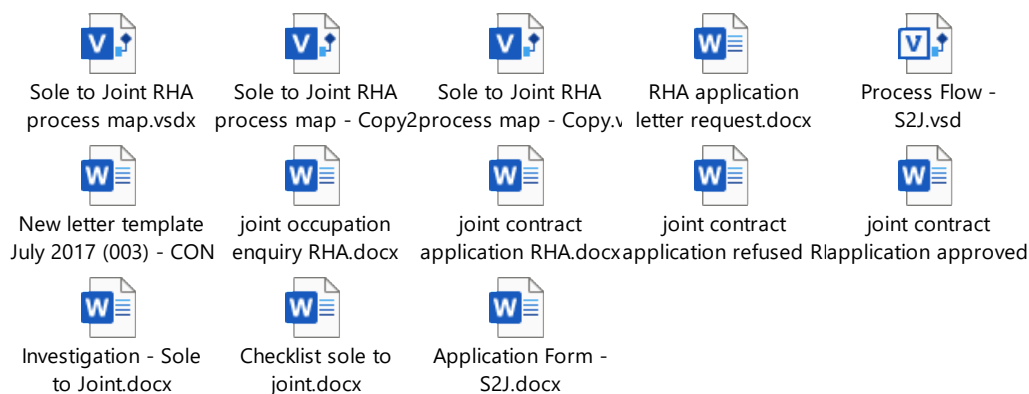 Sole to Joint RHA Sole to Joint RHA Sole to Joint RHA RHA application Process Flow -
process map.vsdx process map - Copy2 process map - Copy.v letter request.docx S2J.vsd
New letter template joint occupation joint contract joint contract joint contract
July 2017 (003) - CON enquiry RHA.docx application RHA.docx application refused application approved
Investigation - Sole Checklist sole to Application Form -
to Joint.docx joint.docx S2J.docx